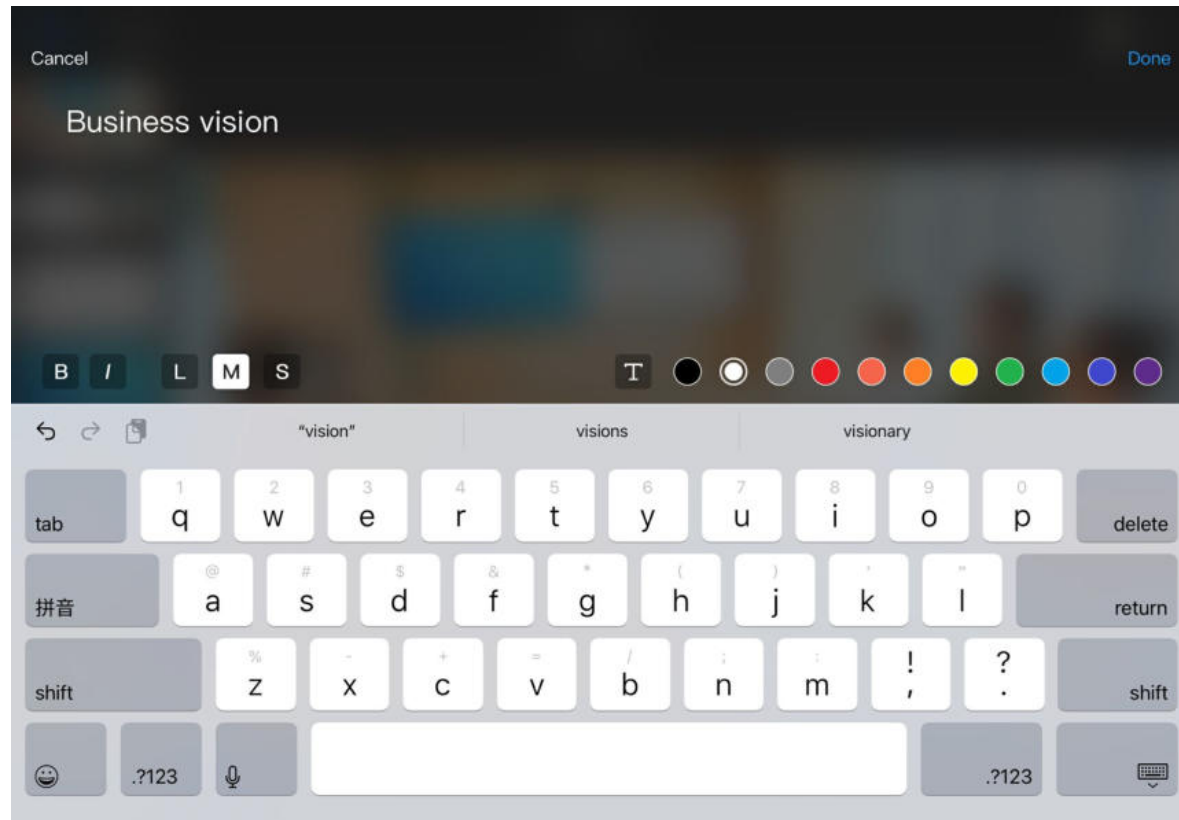 Cancel
Done
Business vision
B I L M S T
“vision” visions visionary
1 2 3 4 5 6 7 8 9 0
tab q w e r t y u i o p delete
@ # $ & * ( ) ' "
拼音 a s d f g h j k l return
% - + = / ; : ! ?
shift z x c v b n m , . shift
.?123 .?123